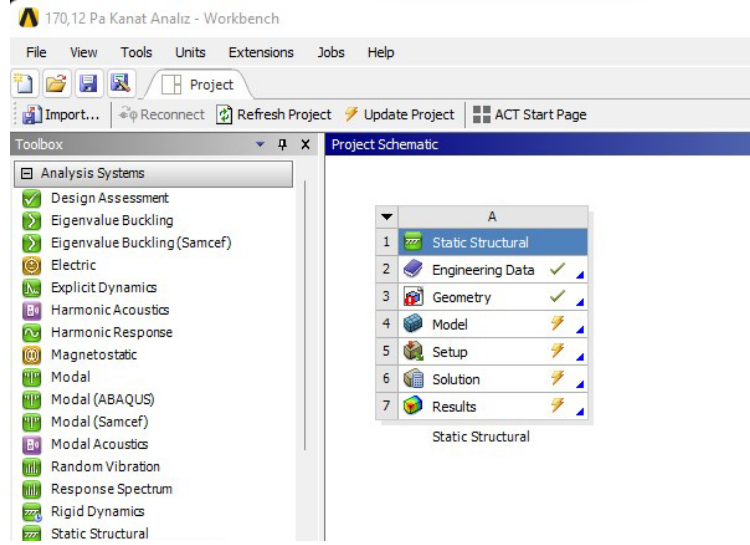 170,12 Pa Kanat Analız - Workbench
File View Tools Units Extensions Jobs Help
Project
Import... Reconnect Refresh Project Update Project ACT Start Page
Toolbox
Project Schematic
Analysis Systems
Design Assessment
Eigenvalue Buckling
Eigenvalue Buckling (Samcef)
Electric
Explicit Dynamics
Harmonic Acoustics
Harmonic Response
Magnetostatic
Modal
Modal (ABAQUS)
Modal (Samcef)
Modal Acoustics
Random Vibration
Response Spectrum
Rigid Dynamics
Static Structural
A
1 Static Structural
2 Engineering Data
3 Geometry
4 Model
5 Setup
6 Solution
7 Results
Static Structural